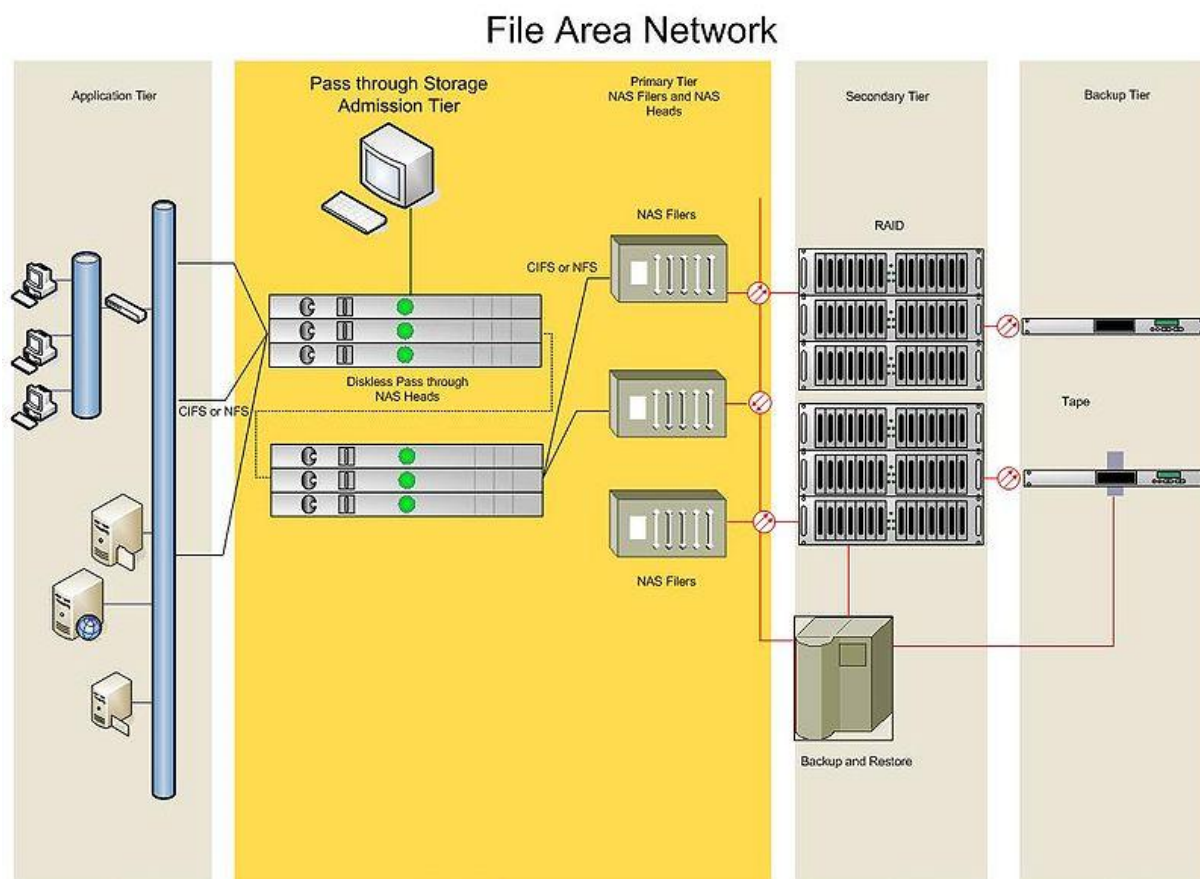 File Area Network
Application Tier
Pass through Storage
Admission Tier
Primary Tier
NAS Filers and NAS
Heads
Secondary Tier
Backup Tier
NAS Filers
RAID
CIFS or NFS
Diskless Pass through
NAS Heads
CIFS or NFS
Tape
NAS Filers
Backup and Restore